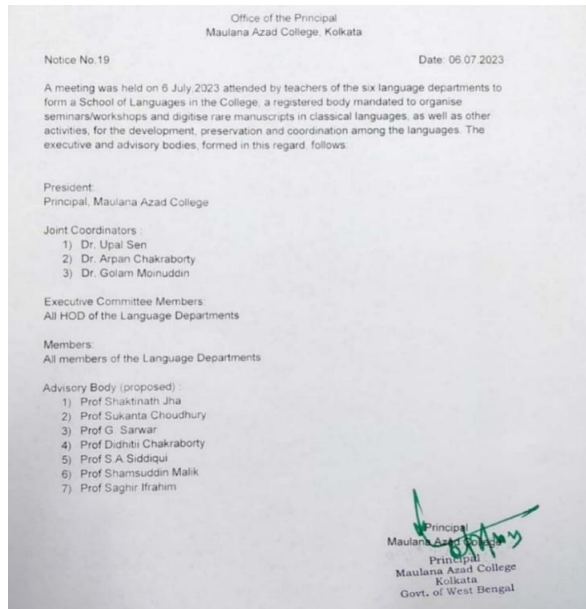 Office of the Principal
Maulana Azad College, Kolkata
Notice No.19 Date: 06.07.2023
A meeting was held on 6 July,2023 attended by teachers of the six language departments to
form a School of Languages in the College, a registered body mandated to organise
seminars/workshops and digitise rare manuscripts in classical languages, as well as other
activities, for the development, preservation and coordination among the languages. The
executive and advisory bodies, formed in this regard, follows:
President:
Principal, Maulana Azad College
Joint Coordinators :
1) Dr. Upal Sen
2) Dr. Arpan Chakraborty
3) Dr. Golam Moinuddin
Executive Committee Members:
All HOD of the Language Departments
Members:
All members of the Language Departments
Advisory Body (proposed) :
1) Prof Shaktinath Jha
2) Prof Sukanta Choudhury
3) Prof G. Sarwar
4) Prof Didhitii Chakraborty
5) Prof S.A.Siddiqui
6) Prof Shamsuddin Malik
7) Prof Saghir Ifrahim
Principal
Maulana Azad College
Principal
Maulana Azad College
Kolkata
Govt. of West Bengal